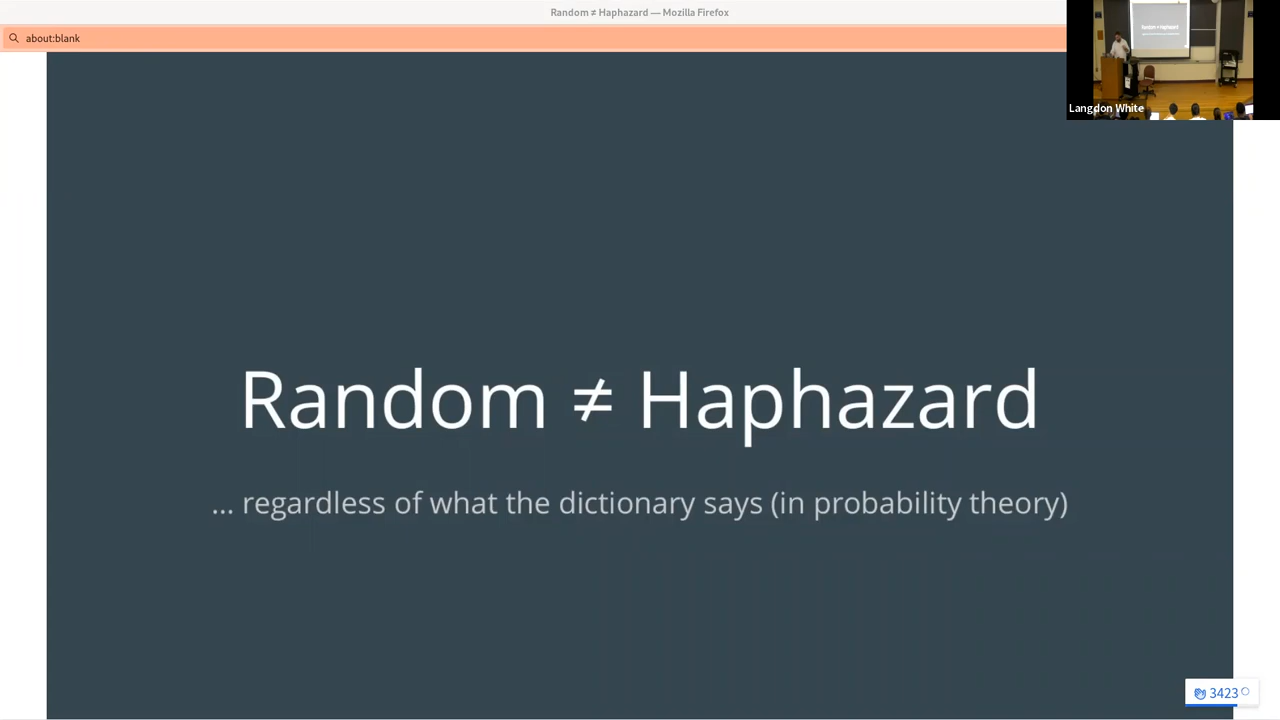 Random ≠ Haphazard — Mozilla Firefox
about:blank
Langdon White
Random ≠ Haphazard
... regardless of what the dictionary says (in probability theory)
3423